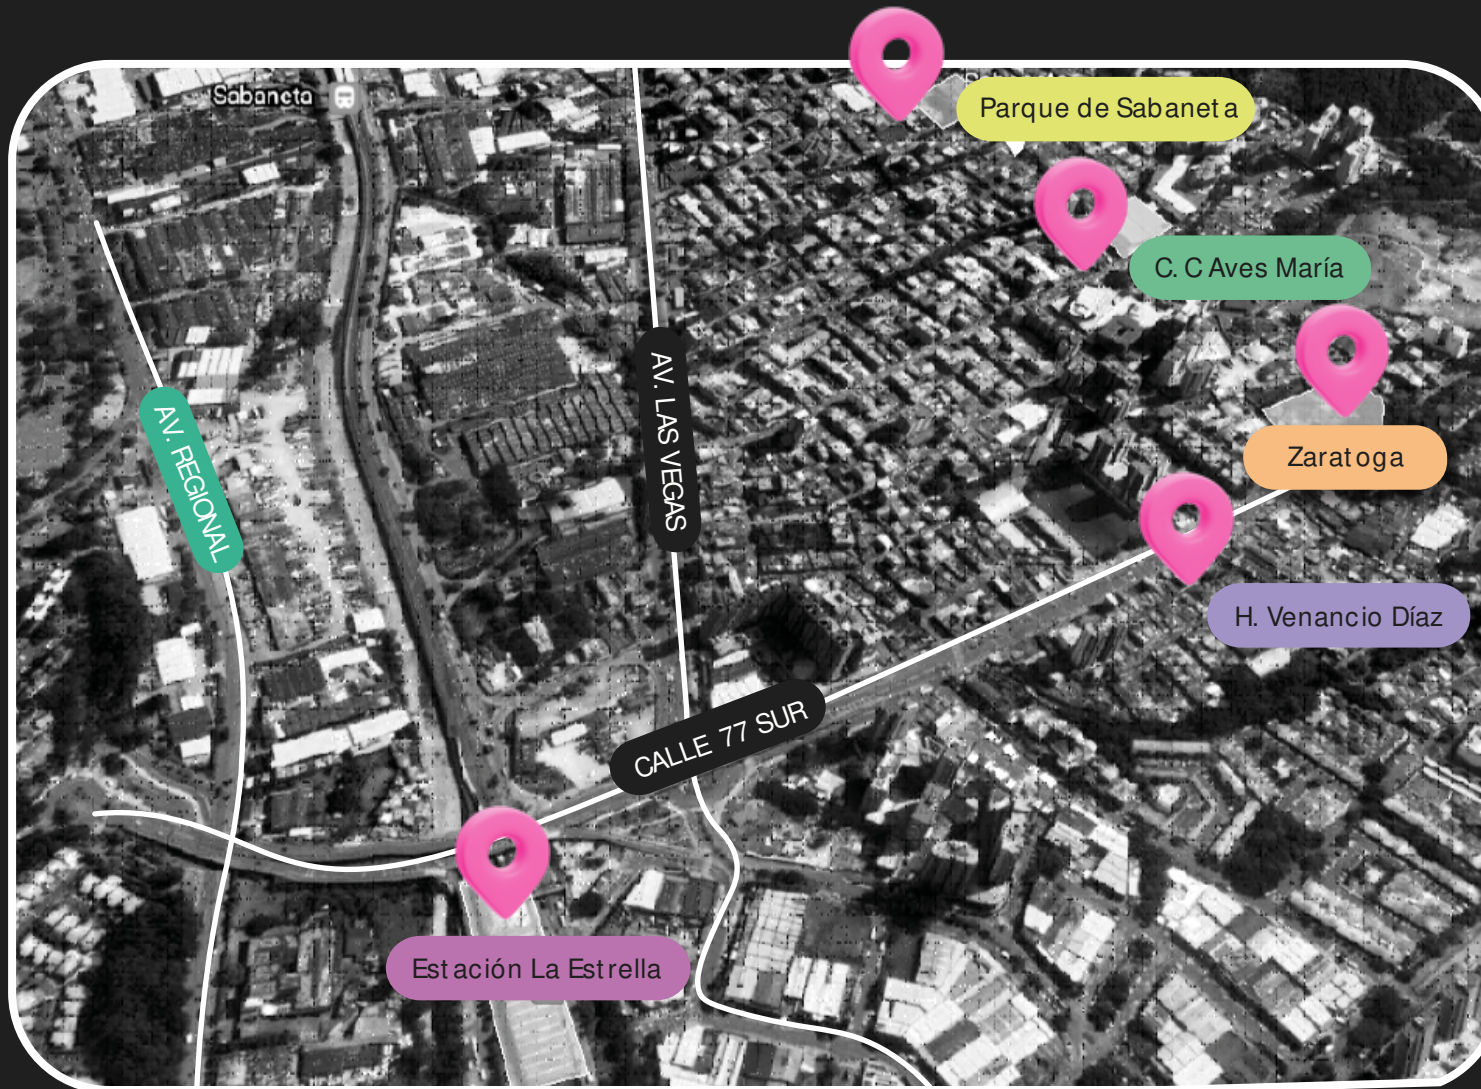 Sabaneta
Parque de Sabaneta
C. C Aves María
Zaratoga
AV. REGIONAL
AV. LAS VEGAS
H. Venancio Díaz
CALLE 77 SUR
Estación La Estrella